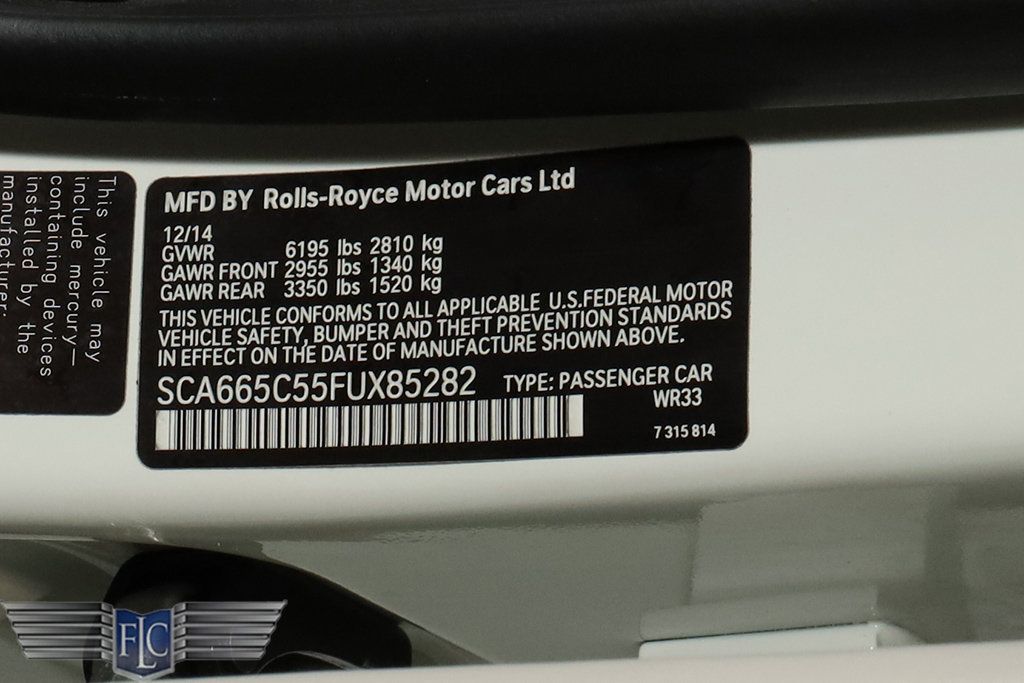 This vehicle may
include mercury-
containing devices
installed by the
manufacturer:
MFD BY Rolls-Royce Motor Cars Ltd
12/14
GVWR 6195 lbs 2810 kg
GAWR FRONT 2955 lbs 1340 kg
GAWR REAR 3350 lbs 1520 kg
THIS VEHICLE CONFORMS TO ALL APPLICABLE U.S.FEDERAL MOTOR
VEHICLE SAFETY, BUMPER AND THEFT PREVENTION STANDARDS
IN EFFECT ON THE DATE OF MANUFACTURE SHOWN ABOVE.
SCA665C55FUX85282 TYPE: PASSENGER CAR
WR33
7 315 814
FLC